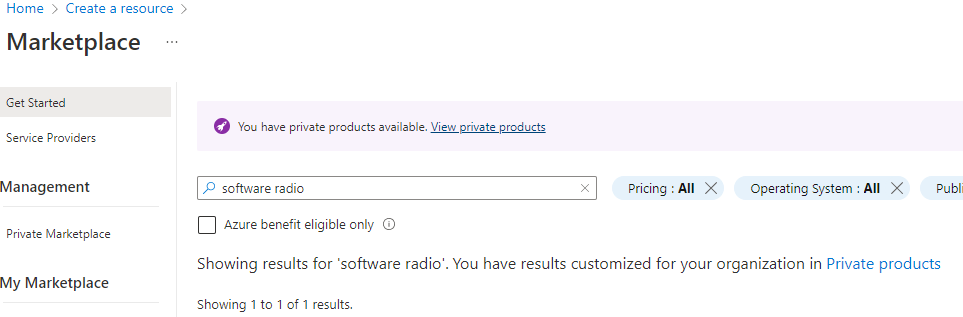 Home > Create a resource >
Marketplace ...
Get Started
Service Providers
Management
Private Marketplace
My Marketplace
You have private products available. View private products
software radio
Pricing : All
Operating System : All
Publi
Azure benefit eligible only
Showing results for 'software radio'. You have results customized for your organization in Private products
Showing 1 to 1 of 1 results.